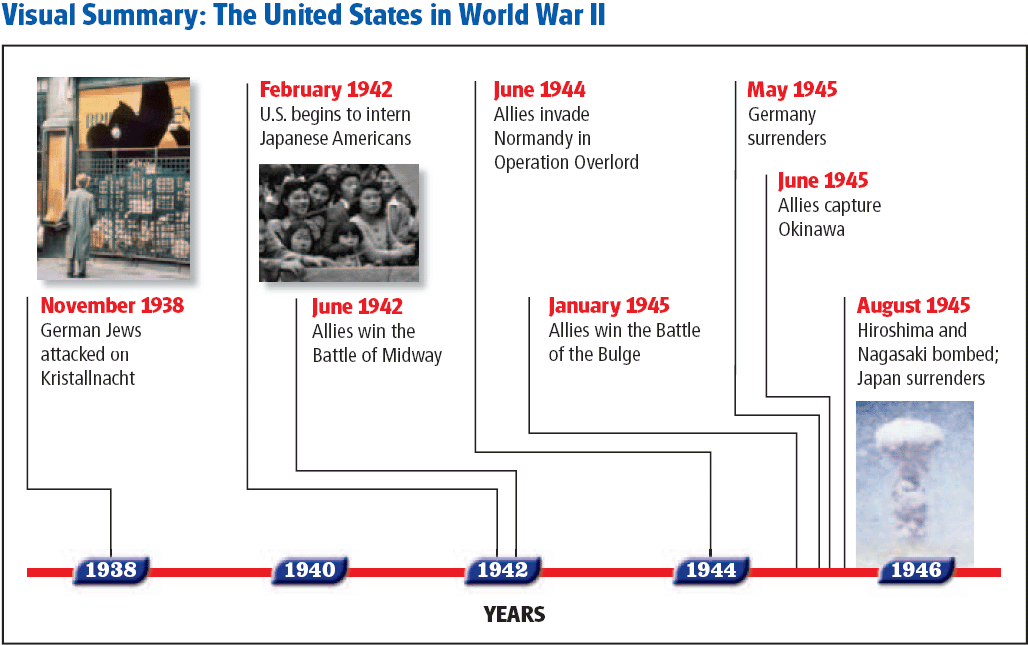 Visual Summary: The United States in World War II
November 1938
German Jews
attacked on
Kristallnacht
February 1942
U.S. begins to intern
Japanese Americans
June 1942
Allies win the
Battle of Midway
June 1944
Allies invade
Normandy in
Operation Overlord
January 1945
Allies win the Battle
of the Bulge
May 1945
Germany
surrenders
June 1945
Allies capture
Okinawa
August 1945
Hiroshima and
Nagasaki bombed;
Japan surrenders
1938 1940 1942 1944 1946
YEARS